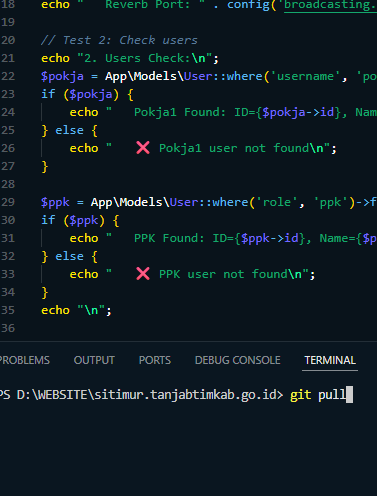 18 echo "   Reverb Port: " . config('broadcasting.
19
20 // Test 2: Check users
21 echo "2. Users Check:\n";
22 $pokja = App\Models\User::where('username', 'po
23 if ($pokja) {
24     echo "   Pokja1 Found: ID={$pokja->id}, Nam
25 } else {
26     echo "   ❌ Pokja1 user not found\n";
27 }
28
29 $ppk = App\Models\User::where('role', 'ppk')->f
30 if ($ppk) {
31     echo "   PPK Found: ID={$ppk->id}, Name={$p
32 } else {
33     echo "   ❌ PPK user not found\n";
34 }
35 echo "\n";
36
PROBLEMS OUTPUT PORTS DEBUG CONSOLE TERMINAL
PS D:\WEBSITE\sitimur.tanjabtimkab.go.id> git pull